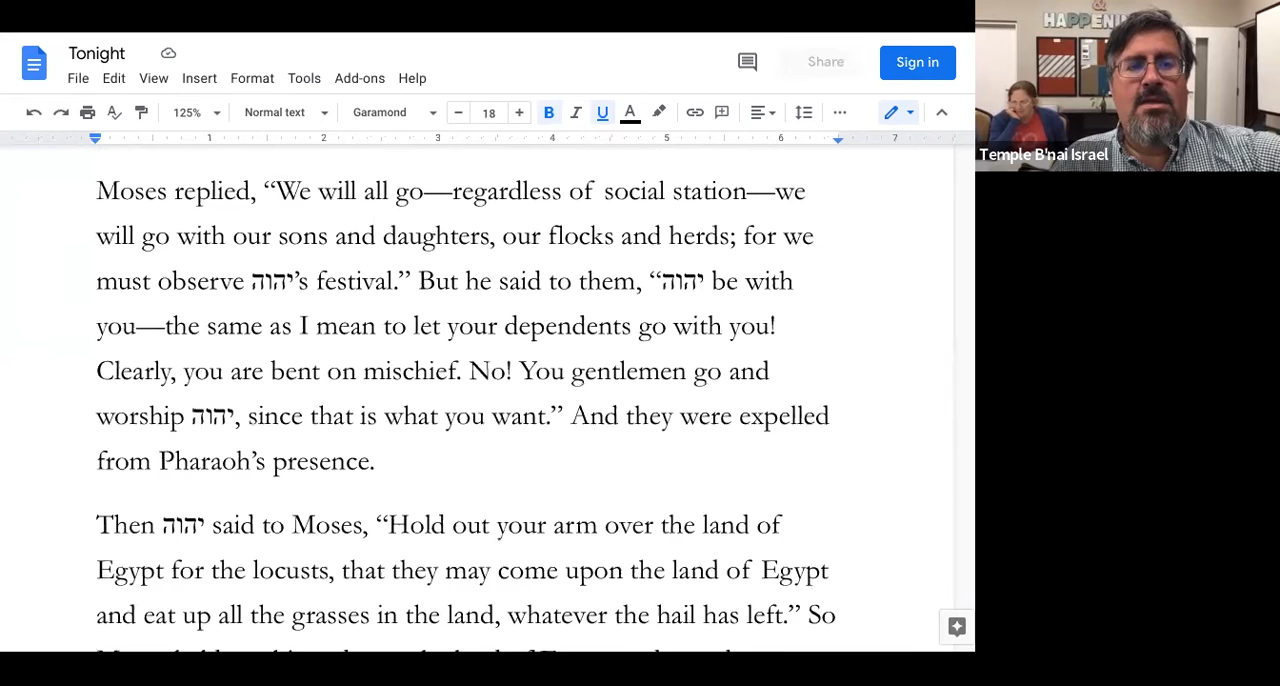 Tonight
File Edit View Insert Format Tools Add-ons Help
Share
Sign in
125% Normal text Garamond 18 B I U A
1 2 3 4 5 6 7
Moses replied, “We will all go—regardless of social station—we
will go with our sons and daughters, our flocks and herds; for we
must observe יהוה’s festival.” But he said to them, “יהוה be with
you—the same as I mean to let your dependents go with you!
Clearly, you are bent on mischief. No! You gentlemen go and
worship יהוה, since that is what you want.” And they were expelled
from Pharaoh’s presence.
Then יהוה said to Moses, “Hold out your arm over the land of
Egypt for the locusts, that they may come upon the land of Egypt
and eat up all the grasses in the land, whatever the hail has left.” So
&
Temple B'nai Israel